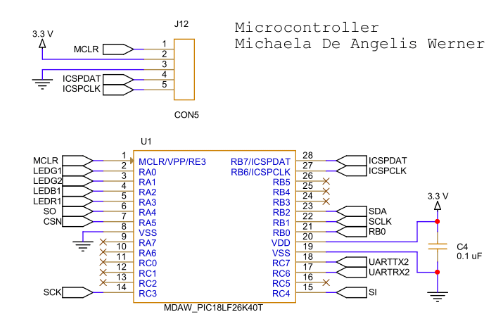 J12
Microcontroller
Michaela De Angelis Werner
3.3 V
MCLR
1
2
3
ICSPDAT 4
ICSPCLK 5
CON5
U1
MCLR 1 MCLR/VPP/RE3 RB7/ICSPDAT 28 ICSPDAT
LEDG1 2 RA0 RB6/ICSPCLK 27 ICSPCLK
LEDG2 3 RA1 RB5 26
LEDB1 4 RA2 RB4 25
LEDR1 5 RA3 RB3 24
SO 6 RA4 RB2 23 SDA
CSN 7 RA5 RB1 22 SCLK
8 VSS RB0 21 RB0
9 RA7 VDD 20
10 RA6 VSS 19
11 RC0 RC7 18 UARTTX2
12 RC1 RC6 17 UARTRX2
13 RC2 RC5 16
SCK 14 RC3 RC4 15 SI
MDAW_PIC18LF26K40T
3.3 V
C4
0.1 uF